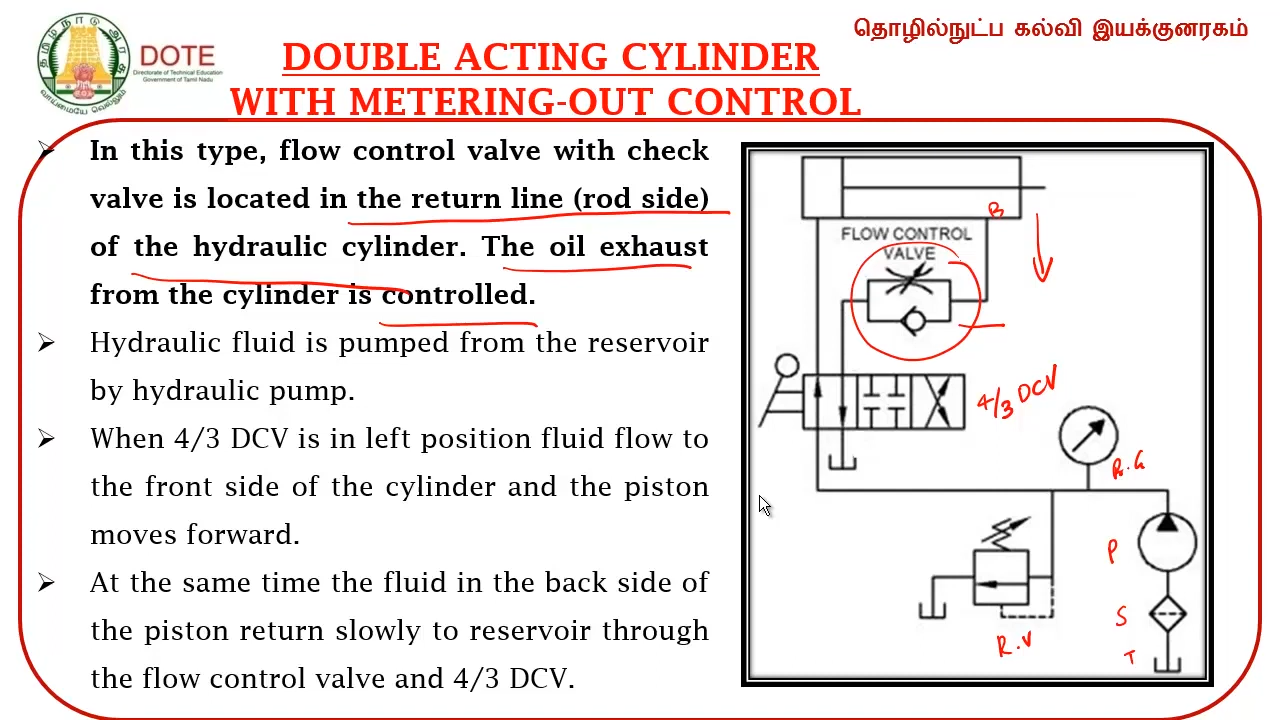 தொழில்நுட்ப கல்வி இயக்குனரகம்
DOTE
Directorate of Technical Education
Government of Tamil Nadu
DOUBLE ACTING CYLINDER
WITH METERING-OUT CONTROL
➢ In this type, flow control valve with check
valve is located in the return line (rod side)
of the hydraulic cylinder. The oil exhaust
from the cylinder is controlled.
➢ Hydraulic fluid is pumped from the reservoir
by hydraulic pump.
➢ When 4/3 DCV is in left position fluid flow to
the front side of the cylinder and the piston
moves forward.
➢ At the same time the fluid in the back side of
the piston return slowly to reservoir through
the flow control valve and 4/3 DCV.
B
FLOW CONTROL
VALVE
4/3 DCV
P
S
R.V
T